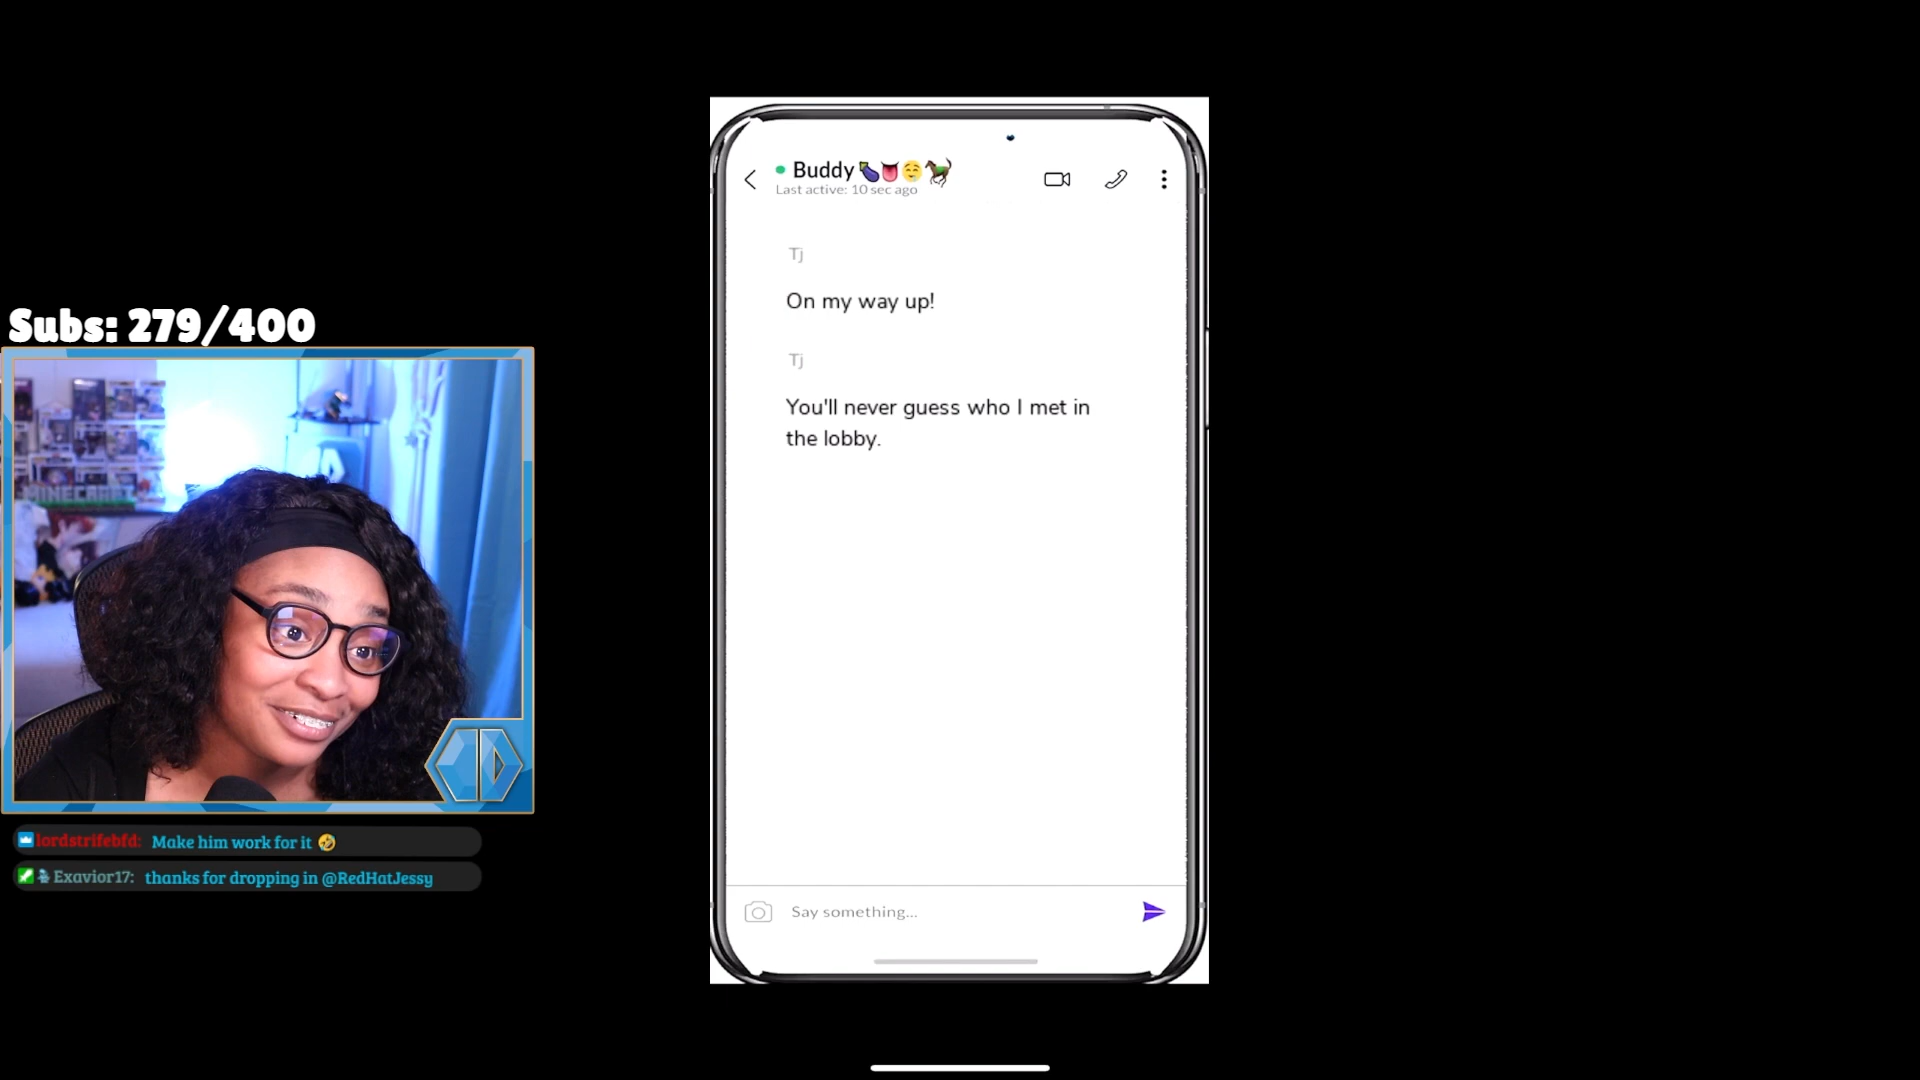 Subs: 279/400
MINECRAFT
lordstrifebfd: Make him work for it 🤣
Exavior17: thanks for dropping in @RedHatJessy
Buddy🍆👅😌🐎
Last active: 10 sec ago
Tj
On my way up!
Tj
You'll never guess who I met in
the lobby.
Say something...